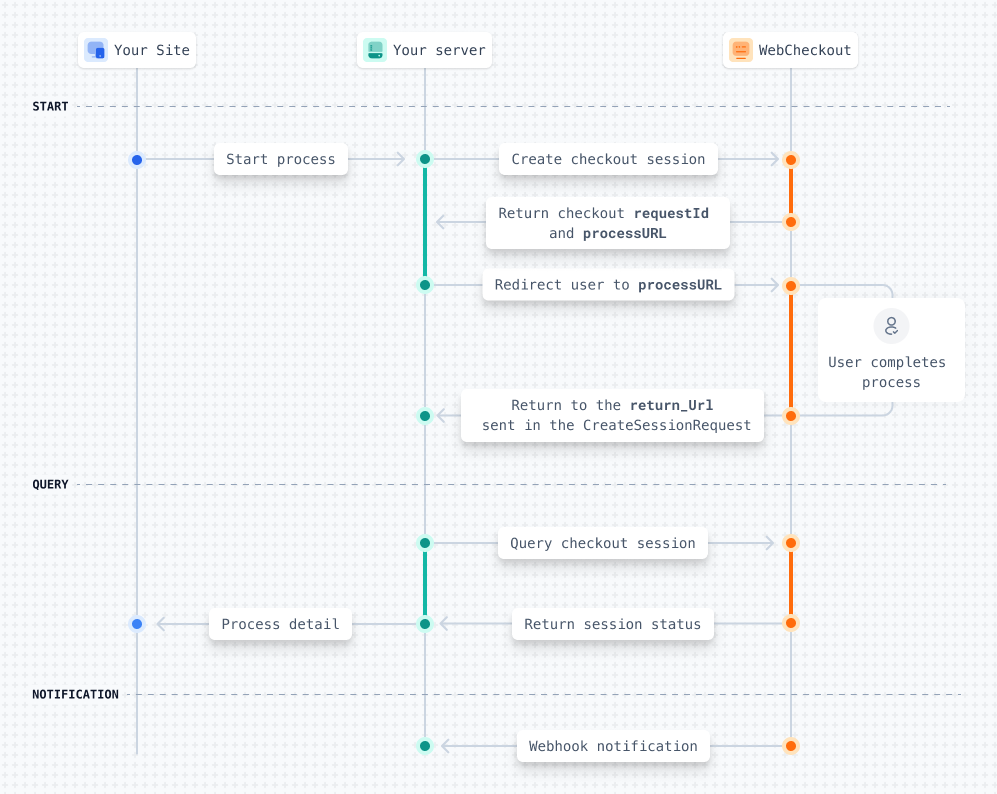 Your Site
Your server
WebCheckout
START
Start process
Create checkout session
Return checkout requestId
and processURL
Redirect user to processURL
User completes
process
Return to the return_Url
sent in the CreateSessionRequest
QUERY
Query checkout session
Process detail
Return session status
NOTIFICATION
Webhook notification